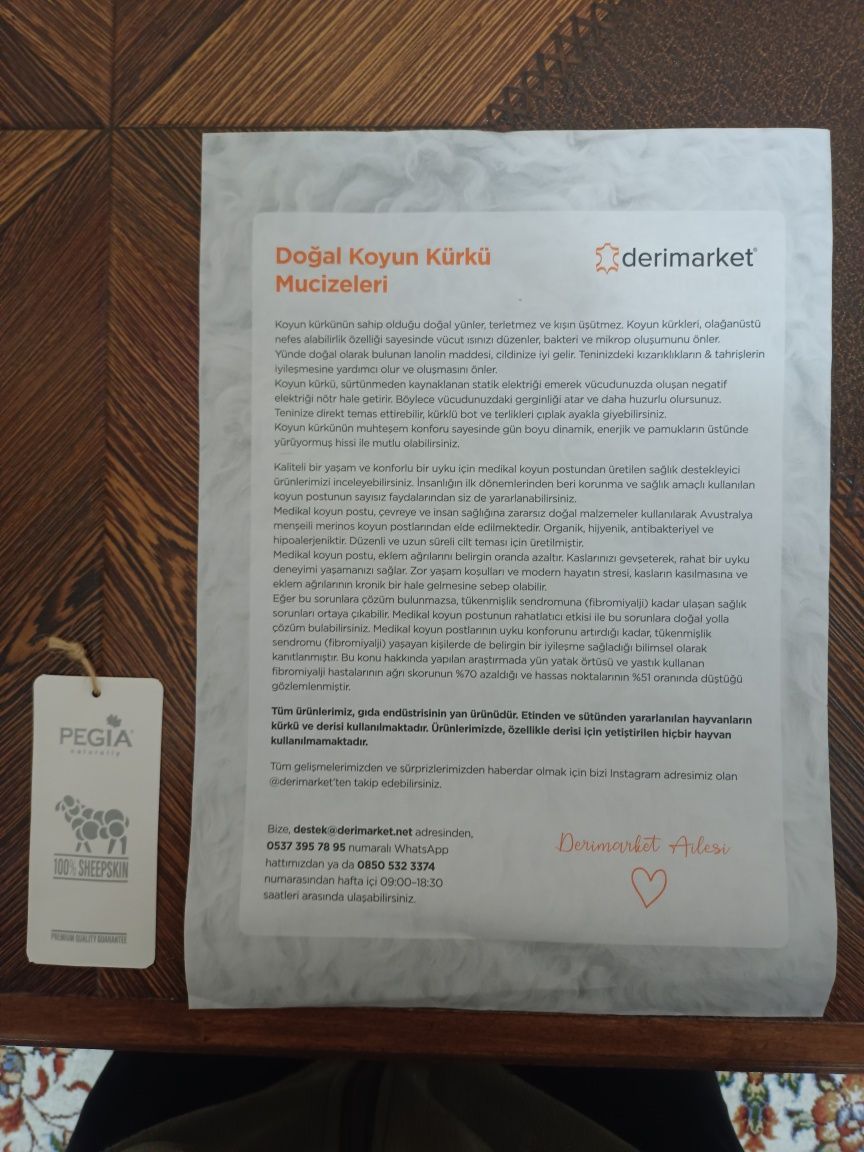 Doğal Koyun Kürkü
Mucizeleri
derimarket®
Koyun kürkünün sahip olduğu doğal yünler, terletmez ve kışın üşütmez. Koyun kürkleri, olağanüstü
nefes alabilirlik özelliği sayesinde vücut ısınızı düzenler, bakteri ve mikrop oluşumunu önler.
Yünde doğal olarak bulunan lanolin maddesi, cildinize iyi gelir. Teninizdeki kızarıklıkların & tahrişlerin
iyileşmesine yardımcı olur ve oluşmasını önler.
Koyun kürkü, sürtünmeden kaynaklanan statik elektriği emerek vücudunuzda oluşan negatif
elektriği nötr hale getirir. Böylece vücudunuzdaki gerginliği atar ve daha huzurlu olursunuz.
Teninize direkt temas ettirebilir, kürklü bot ve terlikleri çıplak ayakla giyebilirsiniz.
Koyun kürkünün muhteşem konforu sayesinde gün boyu dinamik, enerjik ve pamukların üstünde
yürüyormuş hissi ile mutlu olabilirsiniz.
Kaliteli bir yaşam ve konforlu bir uyku için medikal koyun postundan üretilen sağlık destekleyici
ürünlerimizi inceleyebilirsiniz. İnsanlığın ilk dönemlerinden beri korunma ve sağlık amaçlı kullanılan
koyun postunun sayısız faydalarından siz de yararlanabilirsiniz.
Medikal koyun postu, çevreye ve insan sağlığına zararsız doğal malzemeler kullanılarak Avustralya
menşeili merinos koyun postlarından elde edilmektedir. Organik, hijyenik, antibakteriyel ve
hipoalerjeniktir. Düzenli ve uzun süreli cilt teması için üretilmiştir.
Medikal koyun postu, eklem ağrılarını belirgin oranda azaltır. Kaslarınızı gevşeterek, rahat bir uyku
deneyimi yaşamanızı sağlar. Zor yaşam koşulları ve modern hayatın stresi, kasların kasılmasına ve
eklem ağrılarının kronik bir hale gelmesine sebep olabilir.
Eğer bu sorunlara çözüm bulunmazsa, tükenmişlik sendromuna (fibromiyalji) kadar ulaşan sağlık
sorunları ortaya çıkabilir. Medikal koyun postunun rahatlatıcı etkisi ile bu sorunlara doğal yolla
çözüm bulabilirsiniz. Medikal koyun postlarının uyku konforunu artırdığı kadar, tükenmişlik
sendromu (fibromiyalji) yaşayan kişilerde de belirgin bir iyileşme sağladığı bilimsel olarak
kanıtlanmıştır. Bu konu hakkında yapılan araştırmada yün yatak örtüsü ve yastık kullanan
fibromiyalji hastalarının ağrı skorunun %70 azaldığı ve hassas noktalarının %51 oranında düştüğü
gözlemlenmiştir.
Tüm ürünlerimiz, gıda endüstrisinin yan ürünüdür. Etinden ve sütünden yararlanılan hayvanların
kürkü ve derisi kullanılmaktadır. Ürünlerimizde, özellikle derisi için yetiştirilen hiçbir hayvan
kullanılmamaktadır.
Tüm gelişmelerimizden ve sürprizlerimizden haberdar olmak için bizi Instagram adresimiz olan
@derimarket'ten takip edebilirsiniz.
Bize, destek@derimarket.net adresinden,
0537 395 78 95 numaralı WhatsApp
hattımızdan ya da 0850 532 3374
numarasından hafta içi 09:00-18:30
saatleri arasında ulaşabilirsiniz.
Derimarket Ailesi
PEGIA®
naturally
100% SHEEPSKIN
PREMIUM QUALITY GUARANTEE